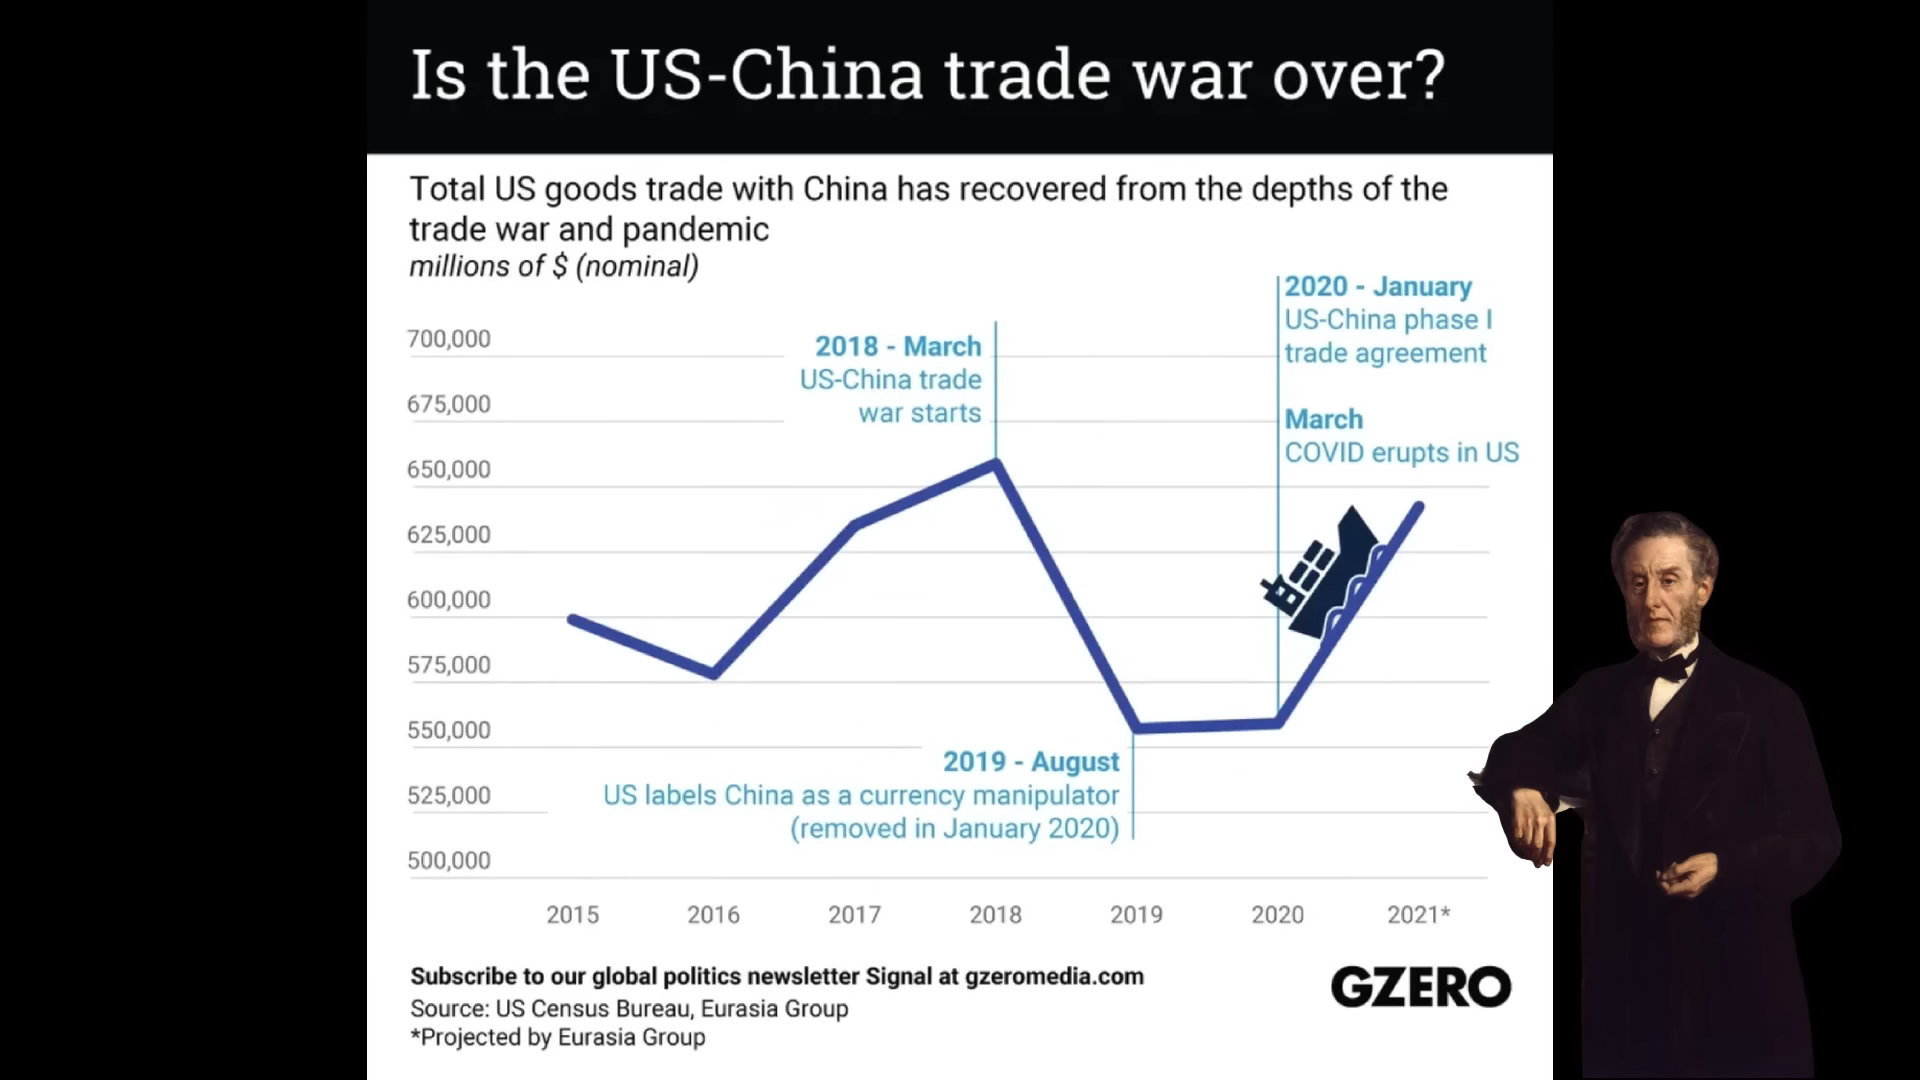 Is the US-China trade war over?
Total US goods trade with China has recovered from the depths of the
trade war and pandemic
millions of $ (nominal)
2020 - January
US-China phase I
trade agreement
March
COVID erupts in US
2018 - March
US-China trade
war starts
700,000
675,000
650,000
625,000
600,000
575,000
550,000
525,000
500,000
2019 - August
US labels China as a currency manipulator
(removed in January 2020)
2015 2016 2017 2018 2019 2020 2021*
Subscribe to our global politics newsletter Signal at gzeromedia.com
Source: US Census Bureau, Eurasia Group
*Projected by Eurasia Group
GZERO